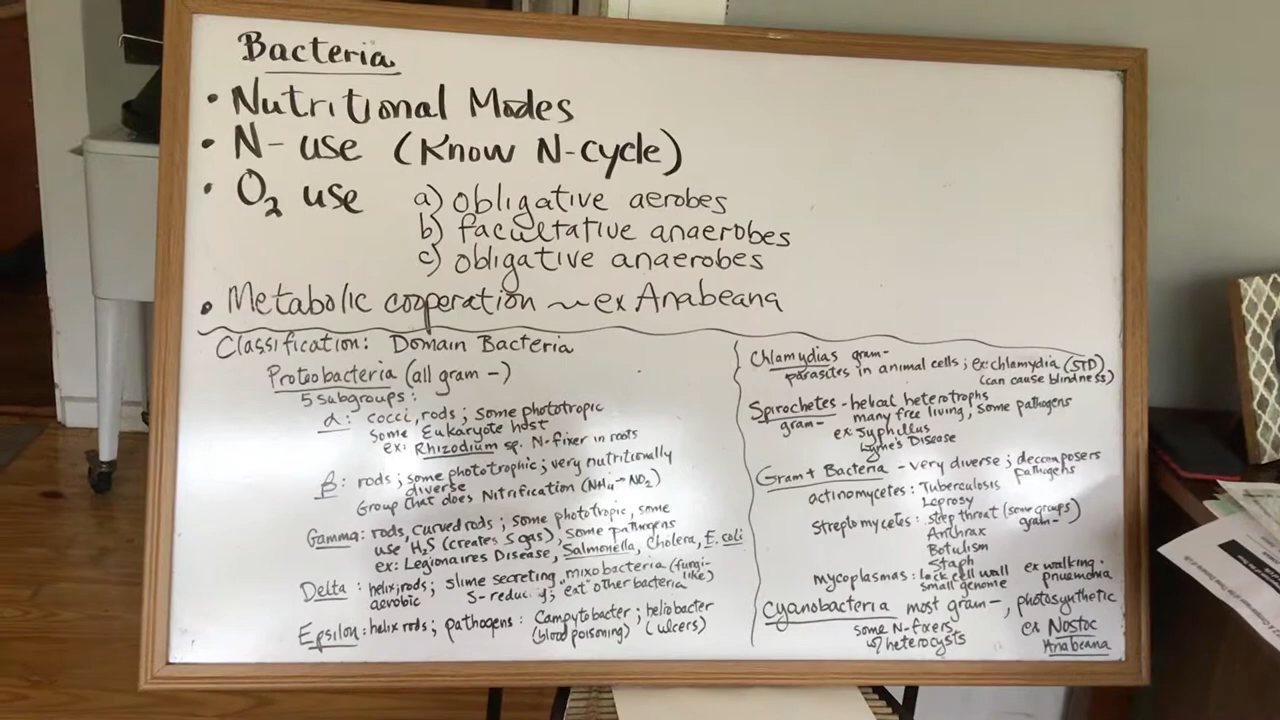 Bacteria
• Nutritional Modes
• N-use (Know N-cycle)
• O₂ use a) obligative aerobes
b) facultative anaerobes
c) obligative anaerobes
• Metabolic cooperation ~ ex Anabeana
Classification: Domain Bacteria
Proteobacteria (all gram -)
5 subgroups:
α: cocci, rods; some phototropic
Some Eukaryote host
ex: Rhizodium sp. N-fixer in roots
β: rods; some phototrophic; very nutritionally
diverse
Group that does Nitrification (NH₄→NO₂)
Gamma: rods, curved rods; some phototropic, some
use H₂S (creates S gas), some pathogens
ex: Legionaires Disease, Salmonella, Cholera, E. coli
Delta: helix; rods; slime secreting "mixobacteria (fungi-
like)
aerobic S-reduc y; "eat" other bacteria
Epsilon: helix rods; pathogens: Campytobacter; heliobacter
(blood poisoning) (ulcers)
Chlamydias gram-
parasites in animal cells; ex: chlamydia (STD)
(can cause blindness)
Spirochetes - helical heterotrophs
gram- many free living, some pathogens
ex Syphillus
Lyme's Disease
Gram + Bacteria - very diverse; decomposers
pathogens
actinomycetes: Tuberculosis
Leprosy
Streptomycetes: strep throat (some groups
gram-)
Anthrax
Botulism
Staph
mycoplasmas: lack cell wall ex walking
small genome pnuemonia
Cyanobacteria most gram-, photosynthetic
some N-fixers ex Nostoc
w/ heterocysts Anabeana